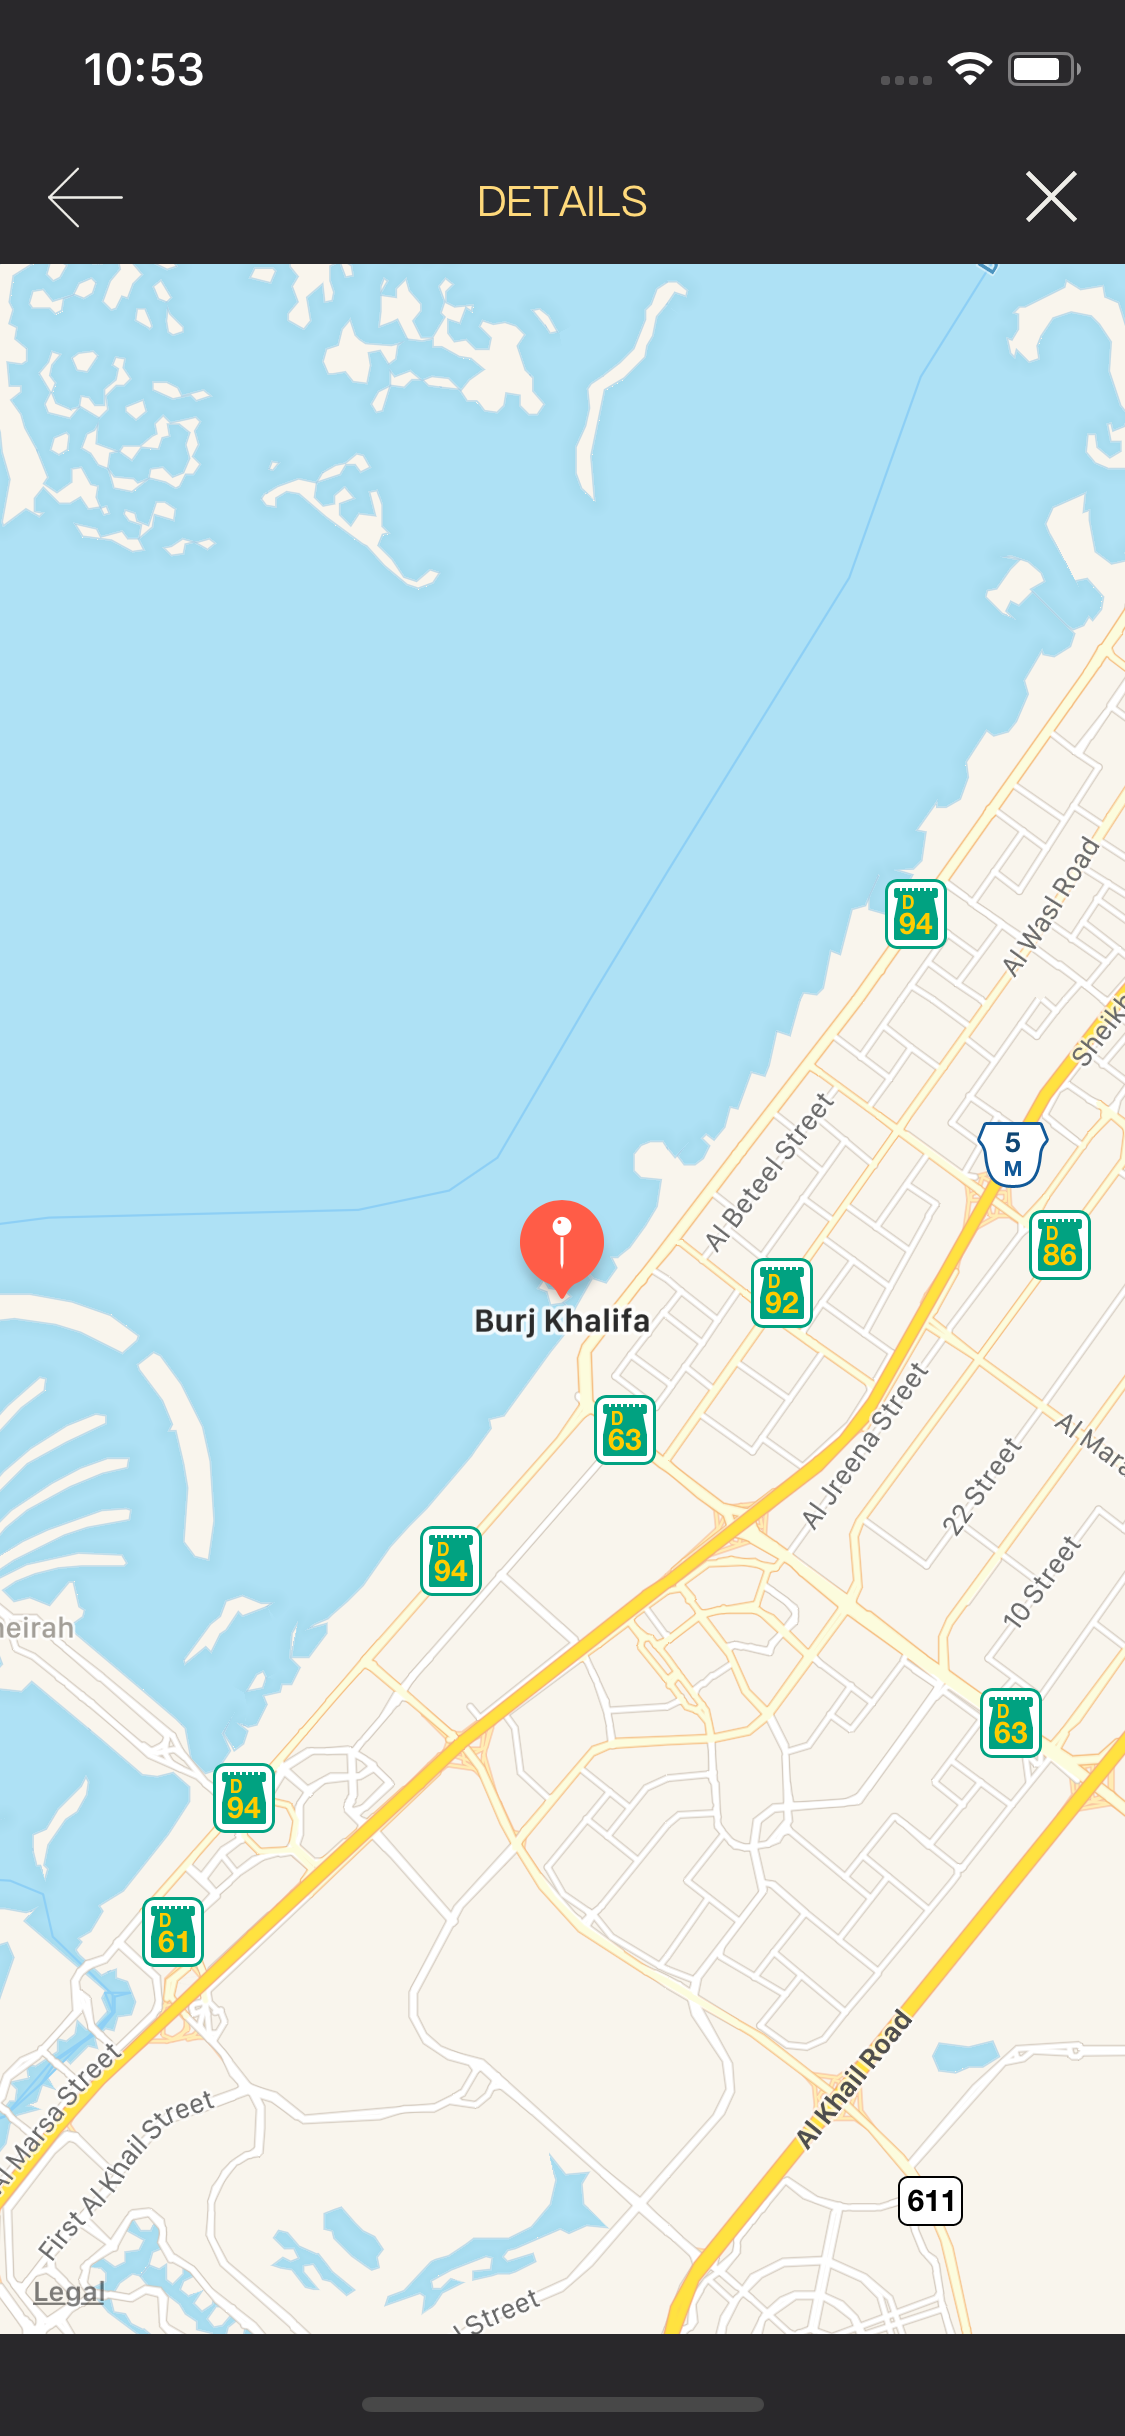 10:53
DETAILS
D
94
Al Wasl Road
Sheikh
5
M
Al Beteel Street
D
86
D
92
Burj Khalifa
D
63
Al Jreena Street
Al Mara
22 Street
D
94
10 Street
eirah
D
63
D
94
D
61
Al Marsa Street
First Al Khail Street
Al Khail Road
611
Legal
Street